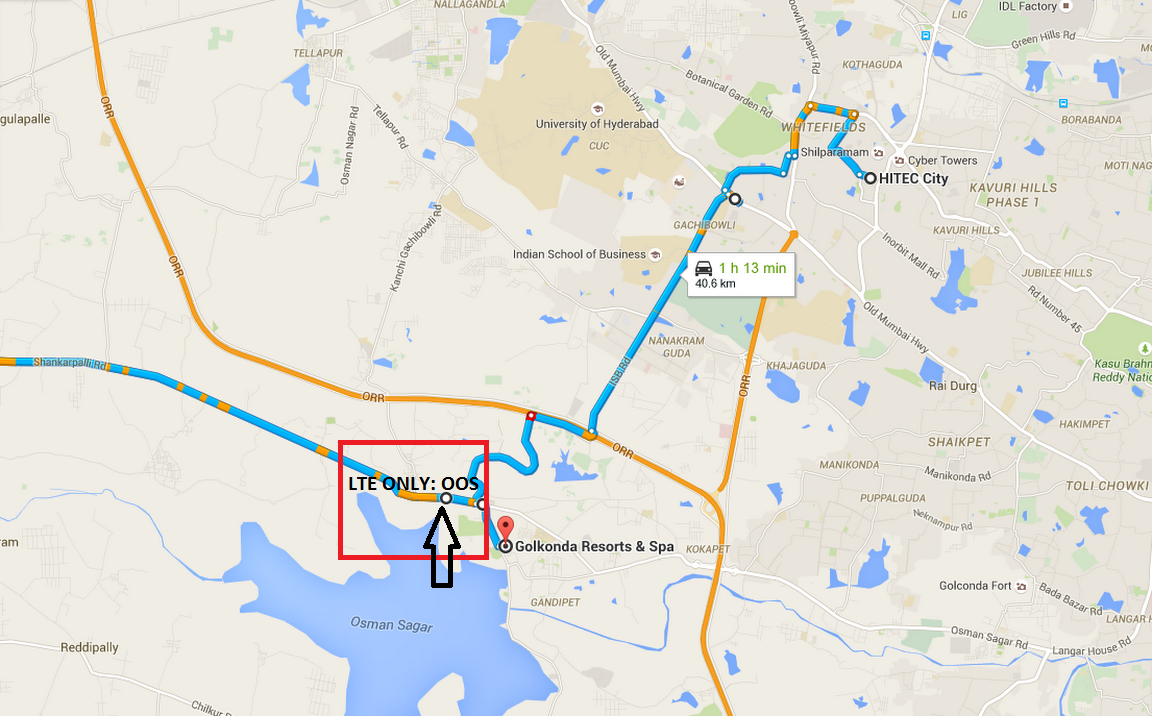 NALLAGANDLA
IDL Factory
LIG
Green Hills Rd
TELLAPUR
Old Mumbai Hwy
KOTHAGUDA
Botanical Garden Rd
ORR
gulapalle
Tellapur Rd
Osman Nagar Rd
University of Hyderabad
CUC
WHITEFIELDS
BORABANDA
Shilparamam
Cyber Towers
HITEC City
MOTI NAG
KAVURI HILLS
PHASE 1
Kanchi Gachibowli Rd
GACHIBOWLI
KAVURI HILLS
Indian School of Business
Inorbit Mall Rd
ORR
1 h 13 min
40.6 km
JUBILEE HILLS
Rd Number 45
Old Mumbai Hwy
NANAKRAM
GUDA
Shankarpalli Rd
ISB Rd
KHAJAGUDA
Kasu Brahm
Reddy Natio
Rai Durg
ORR
ORR
HAKIMPET
ORR
SHAIKPET
MANIKONDA
Manikonda Rd
TOLI CHOWKI
LTE ONLY: OOS
PUPPALGUDA
Neknampur Rd
ram
Golkonda Resorts & Spa
KOKAPET
Golconda Fort
Bada Bazar Rd
GANDIPET
LANGAR H
Osman Sagar
Osman Sagar Rd
Langar House Rd
Reddipally
Chilkur Rd